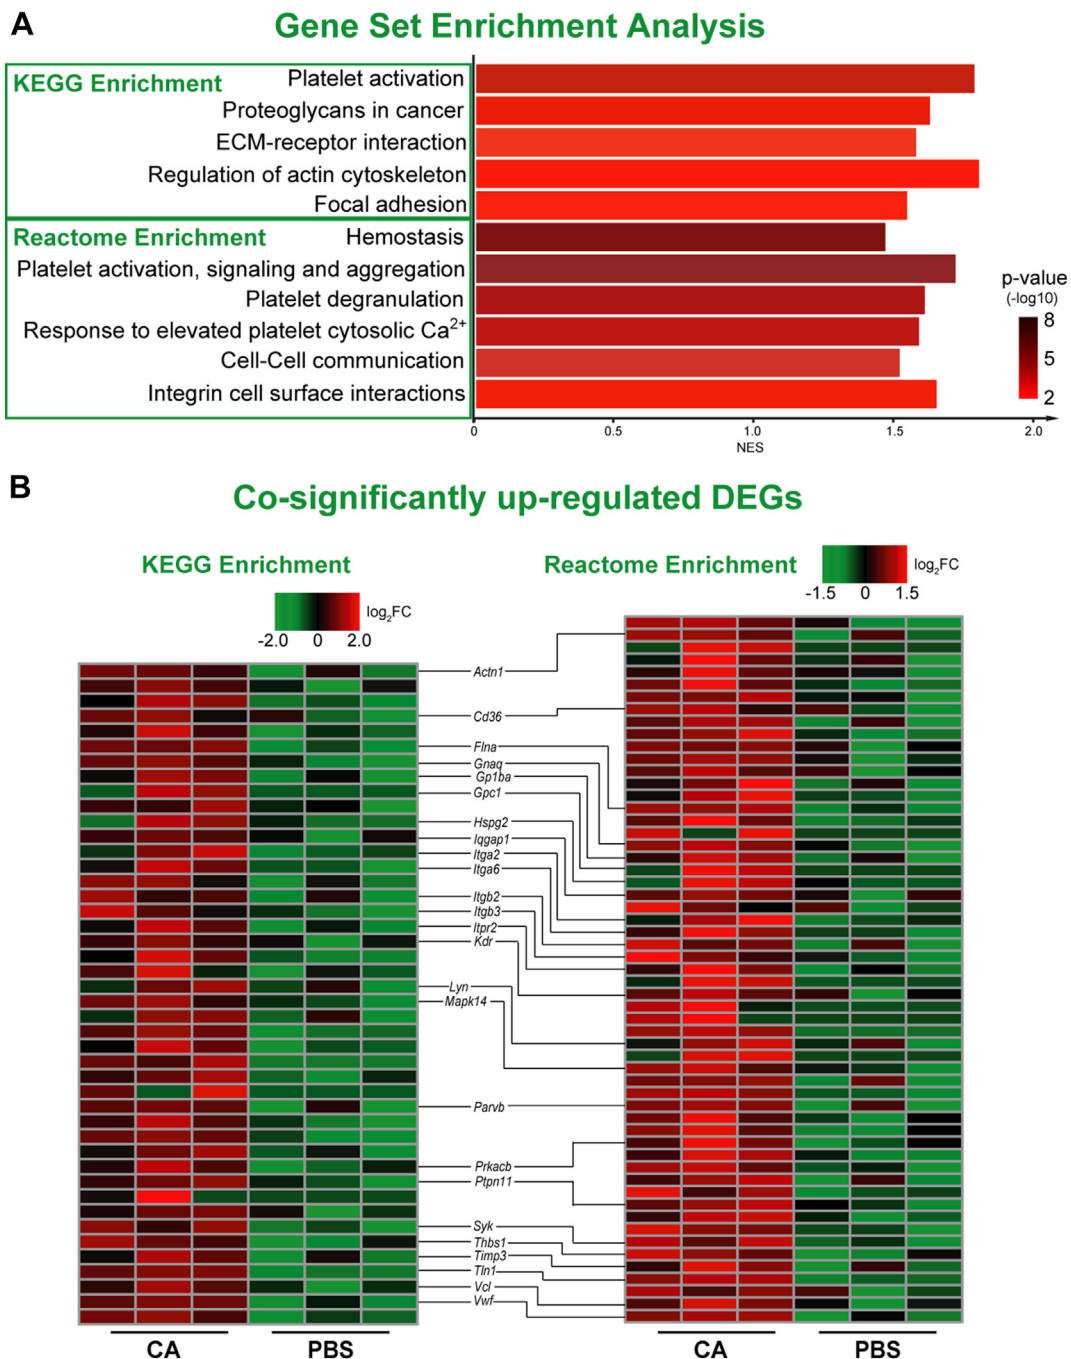 A
Gene Set Enrichment Analysis
KEGG Enrichment
Platelet activation
Proteoglycans in cancer
ECM-receptor interaction
Regulation of actin cytoskeleton
Focal adhesion
Reactome Enrichment
Hemostasis
Platelet activation, signaling and aggregation
Platelet degranulation
Response to elevated platelet cytosolic Ca²⁺
Cell-Cell communication
Integrin cell surface interactions
p-value
(-log10)
8
5
2
0 0.5 1.0 1.5 2.0
NES
B
Co-significantly up-regulated DEGs
KEGG Enrichment
log₂FC
-2.0 0 2.0
Reactome Enrichment
log₂FC
-1.5 0 1.5
Actn1
Cd36
Flna
Gnaq
Gp1ba
Gpc1
Hspg2
Iqgap1
Itga2
Itga6
Itgb2
Itgb3
Itpr2
Kdr
Lyn
Mapk14
Parvb
Prkacb
Ptpn11
Syk
Thbs1
Timp3
Tln1
Vcl
Vwf
CA PBS
CA PBS